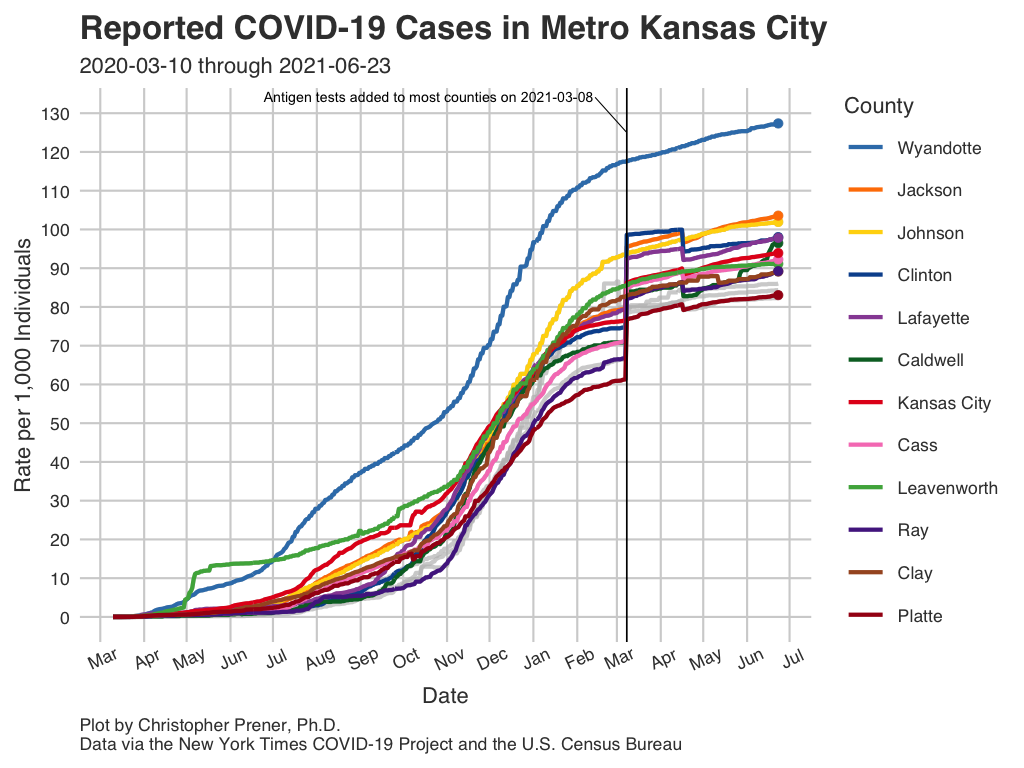 Reported COVID-19 Cases in Metro Kansas City
2020-03-10 through 2021-06-23
Antigen tests added to most counties on 2021-03-08
Rate per 1,000 Individuals
130
120
110
100
90
80
70
60
50
40
30
20
10
0
Mar Apr May Jun Jul Aug Sep Oct Nov Dec Jan Feb Mar Apr May Jun Jul
Date
County
Wyandotte
Jackson
Johnson
Clinton
Lafayette
Caldwell
Kansas City
Cass
Leavenworth
Ray
Clay
Platte
Plot by Christopher Prener, Ph.D.
Data via the New York Times COVID-19 Project and the U.S. Census Bureau